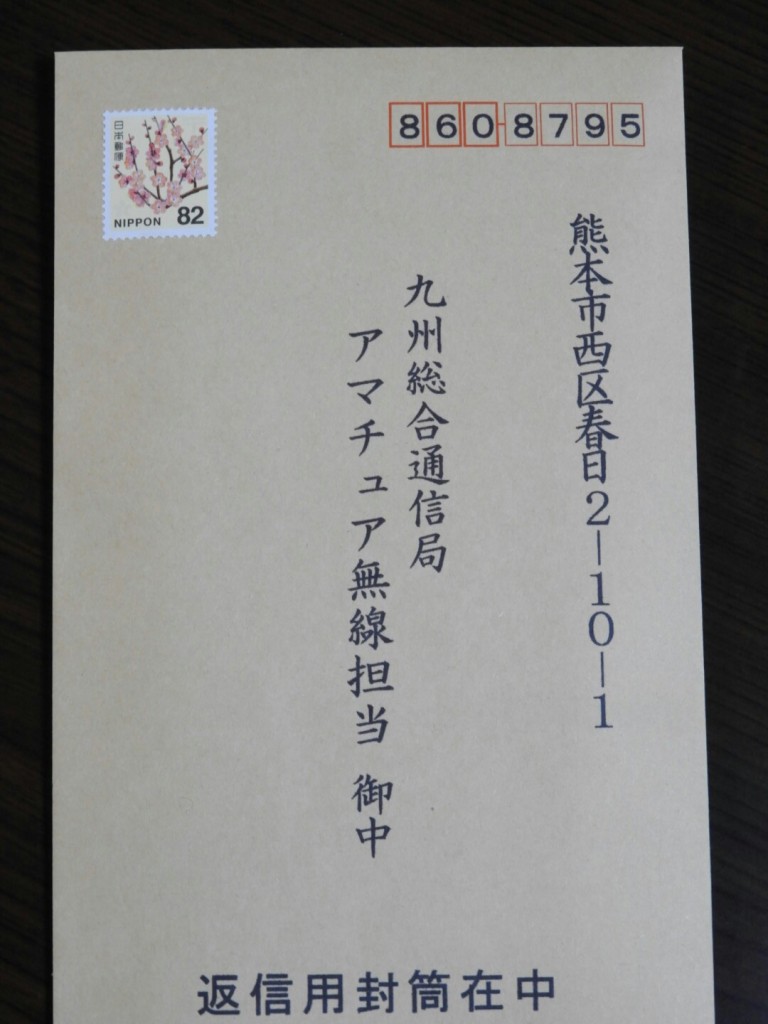 860-8795
熊本市西区春日2-10-1
九州総合通信局
アマチュア無線担当 御中
日本郵便
NIPPON 82
返信用封筒在中